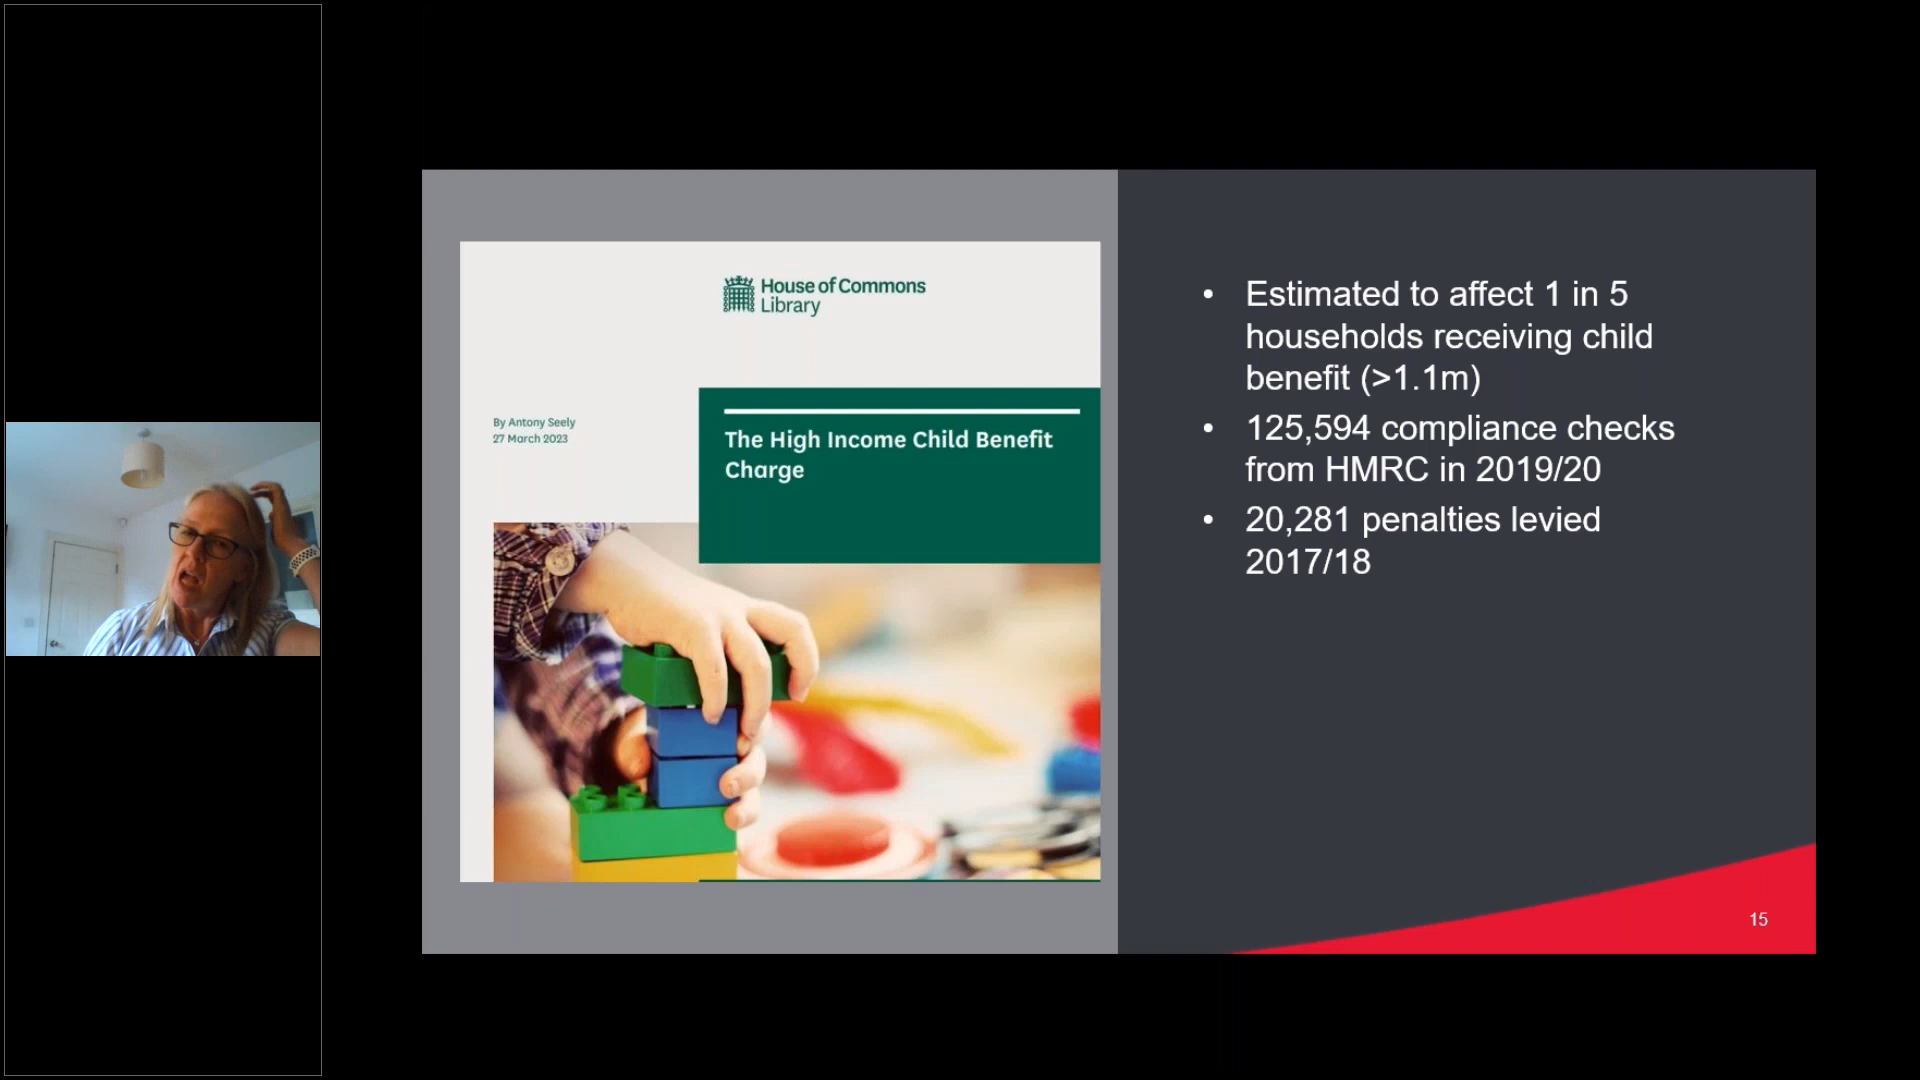 House of Commons
Library
By Antony Seely
27 March 2023
The High Income Child Benefit
Charge
• Estimated to affect 1 in 5
households receiving child
benefit (>1.1m)
• 125,594 compliance checks
from HMRC in 2019/20
• 20,281 penalties levied
2017/18
15